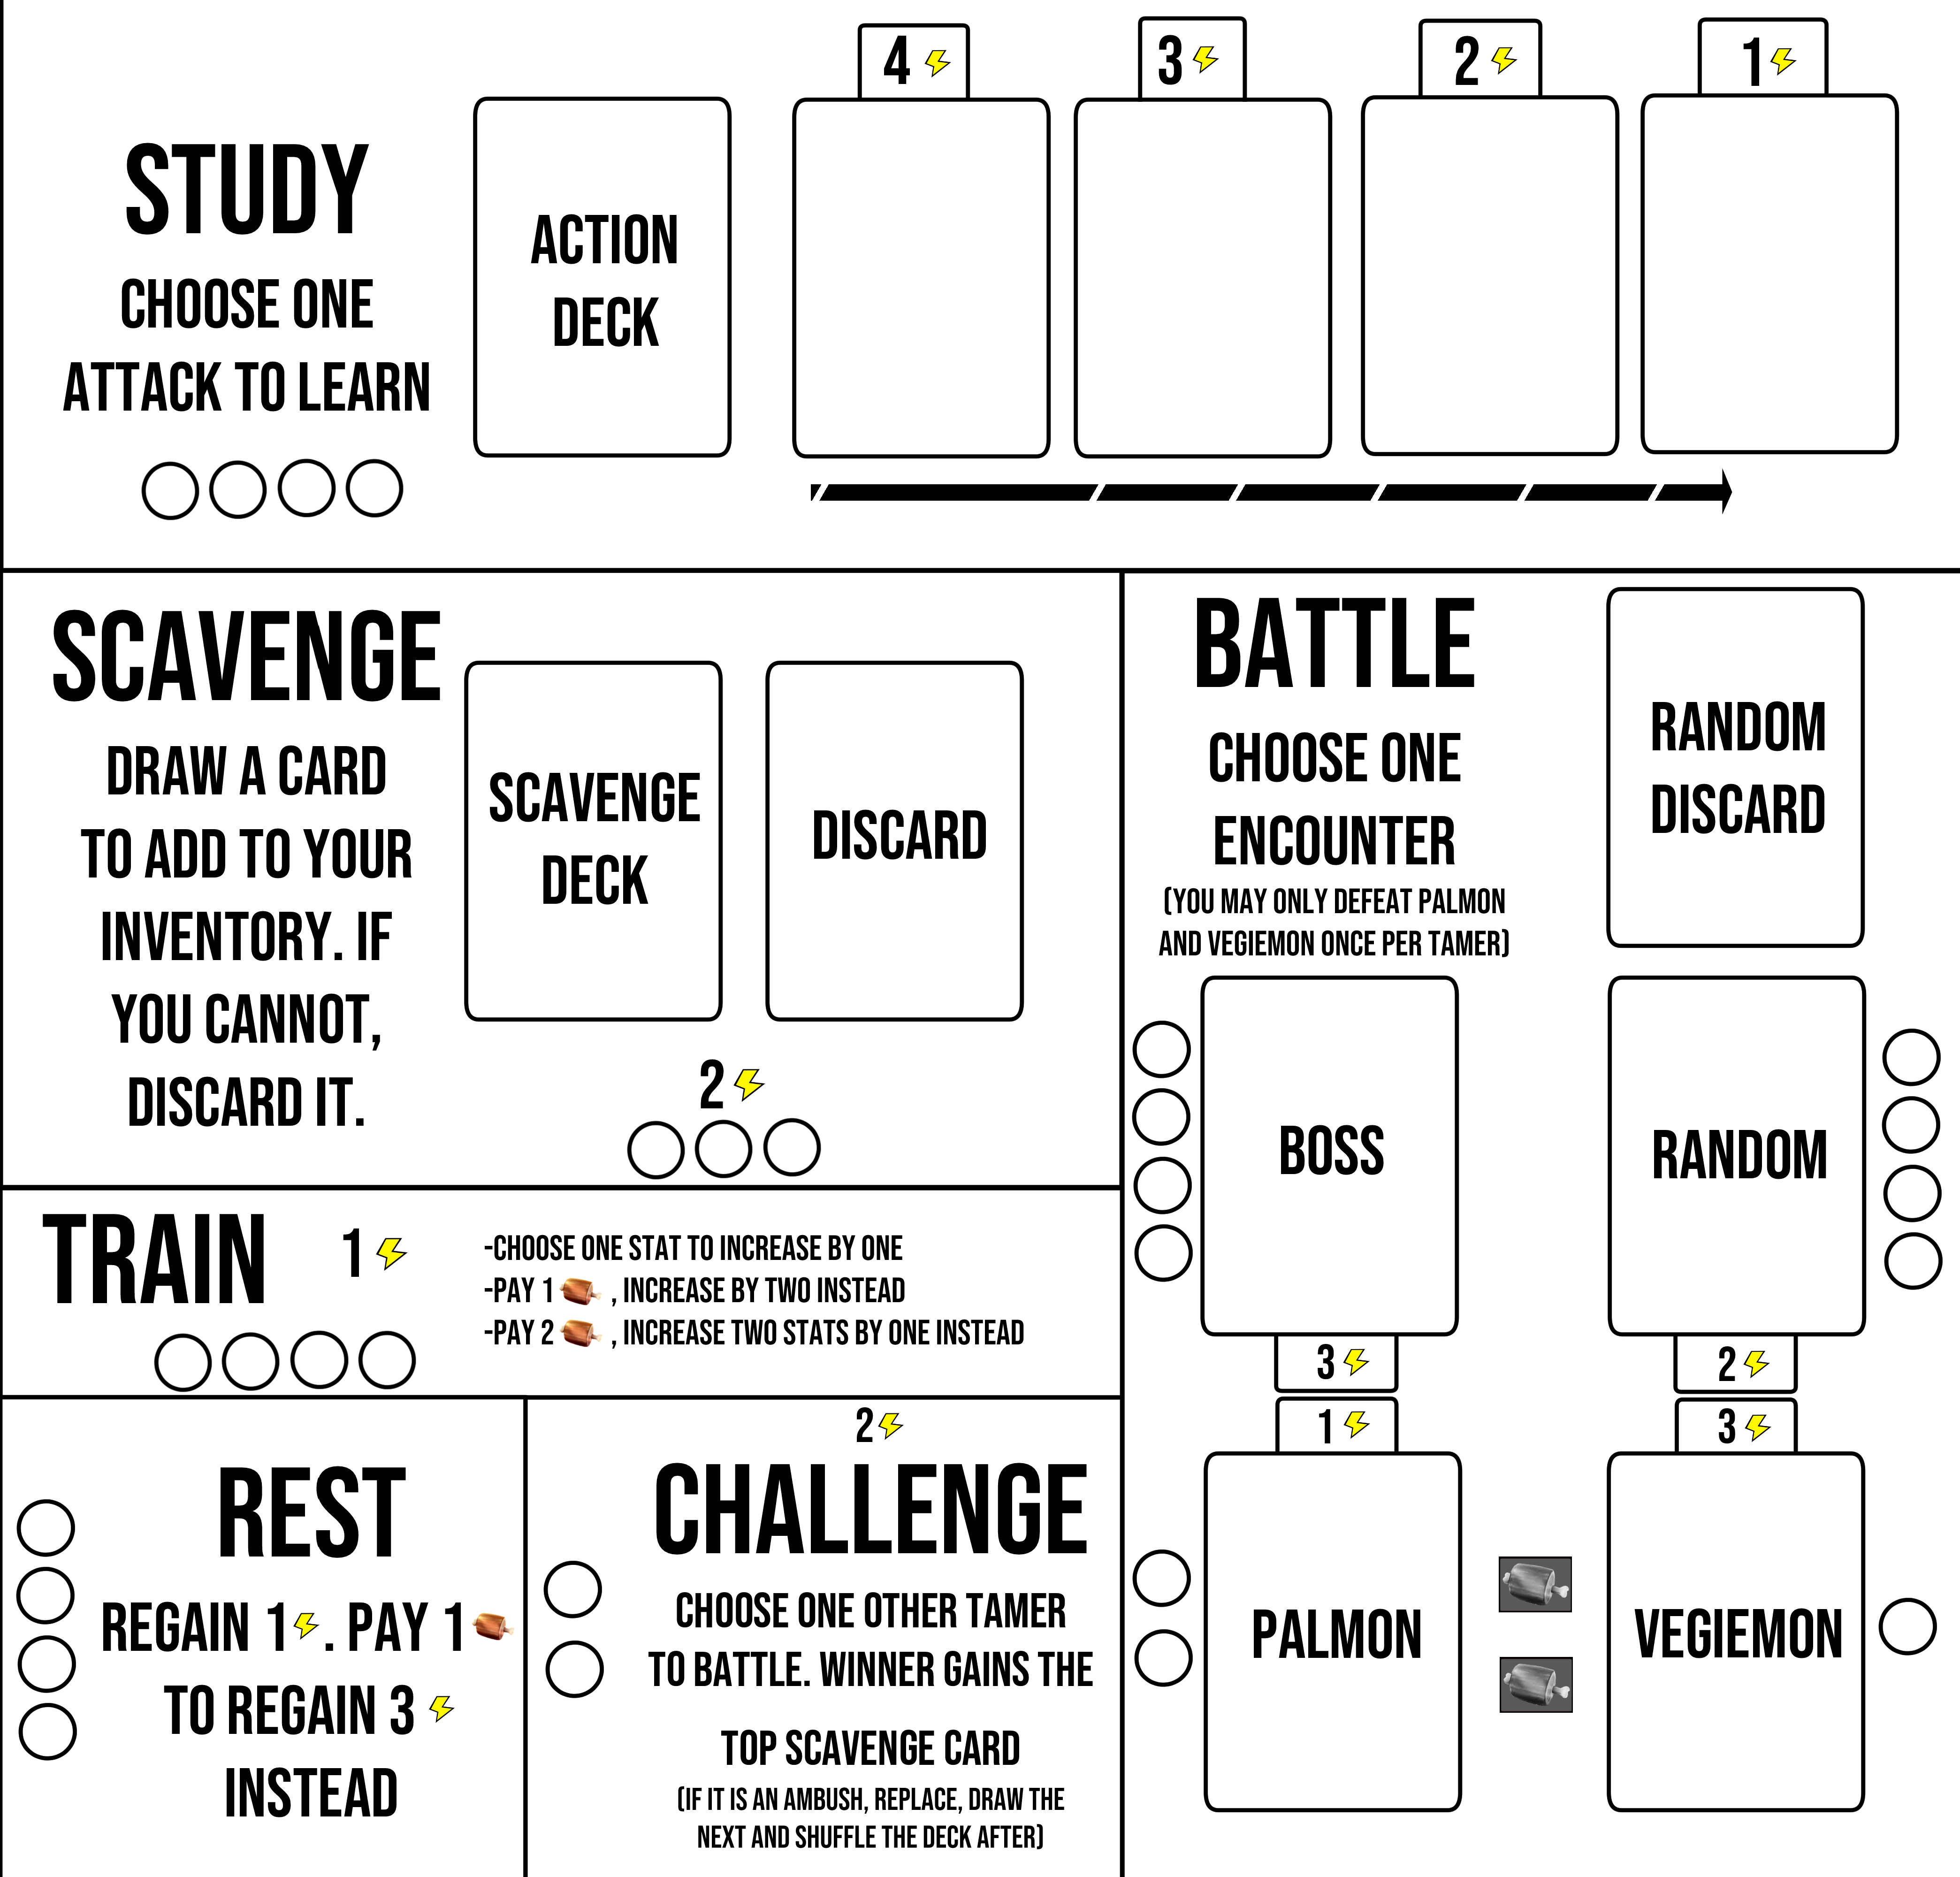 4
3
2
1
STUDY
CHOOSE ONE
ATTACK TO LEARN
ACTION
DECK
SCAVENGE
DRAW A CARD
TO ADD TO YOUR
INVENTORY. IF
YOU CANNOT,
DISCARD IT.
SCAVENGE
DECK
DISCARD
2
BATTLE
CHOOSE ONE
ENCOUNTER
(YOU MAY ONLY DEFEAT PALMON
AND VEGIEMON ONCE PER TAMER)
RANDOM
DISCARD
BOSS
RANDOM
3
2
1
3
PALMON
VEGIEMON
TRAIN
1
-CHOOSE ONE STAT TO INCREASE BY ONE
-PAY 1 , INCREASE BY TWO INSTEAD
-PAY 2 , INCREASE TWO STATS BY ONE INSTEAD
REST
REGAIN 1 . PAY 1
TO REGAIN 3
INSTEAD
2
CHALLENGE
CHOOSE ONE OTHER TAMER
TO BATTLE. WINNER GAINS THE
TOP SCAVENGE CARD
(IF IT IS AN AMBUSH, REPLACE, DRAW THE
NEXT AND SHUFFLE THE DECK AFTER)